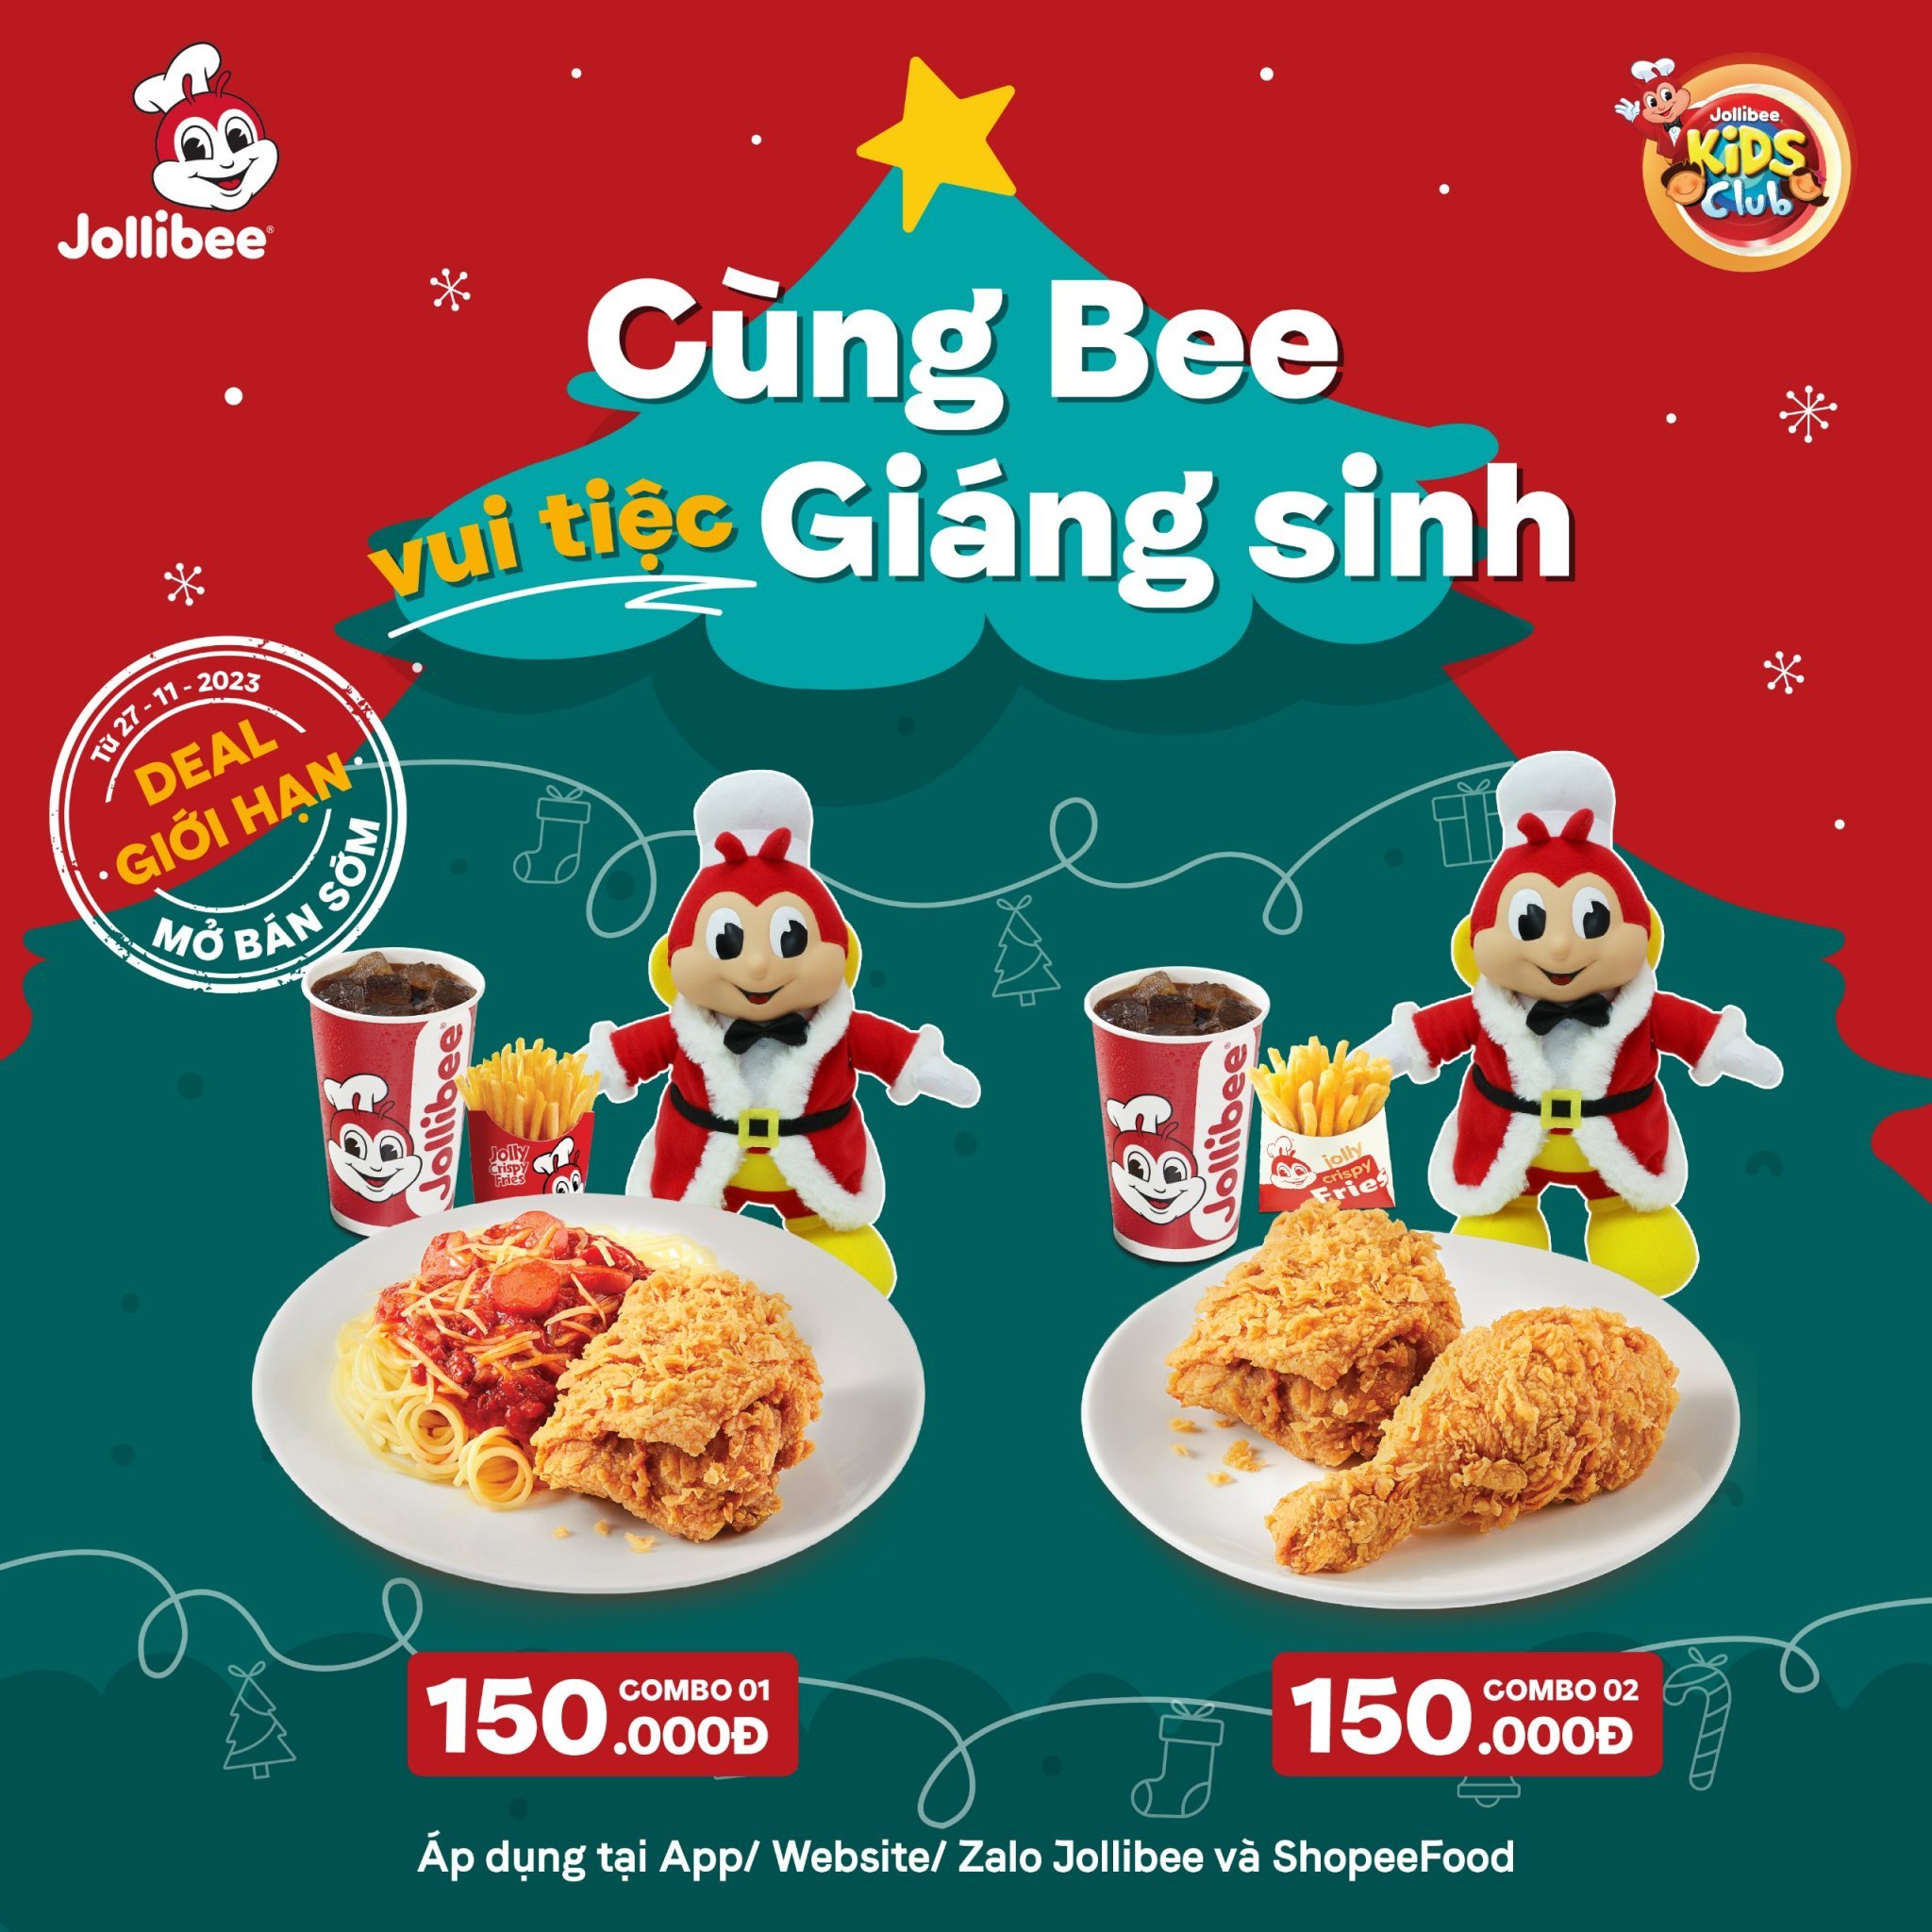 Jollibee
Jollibee
KiDS
Club
Cùng Bee
vui tiệc Giáng sinh
Từ 27-11-2023
DEAL
GIỚI HẠN
MỞ BÁN SỚM
Jollibee
Jolly
Crispy
Fries
Jollibee
jolly
crispy
Fries
150.000Đ
COMBO 01
150.000Đ
COMBO 02
Áp dụng tại App/ Website/ Zalo Jollibee và ShopeeFood